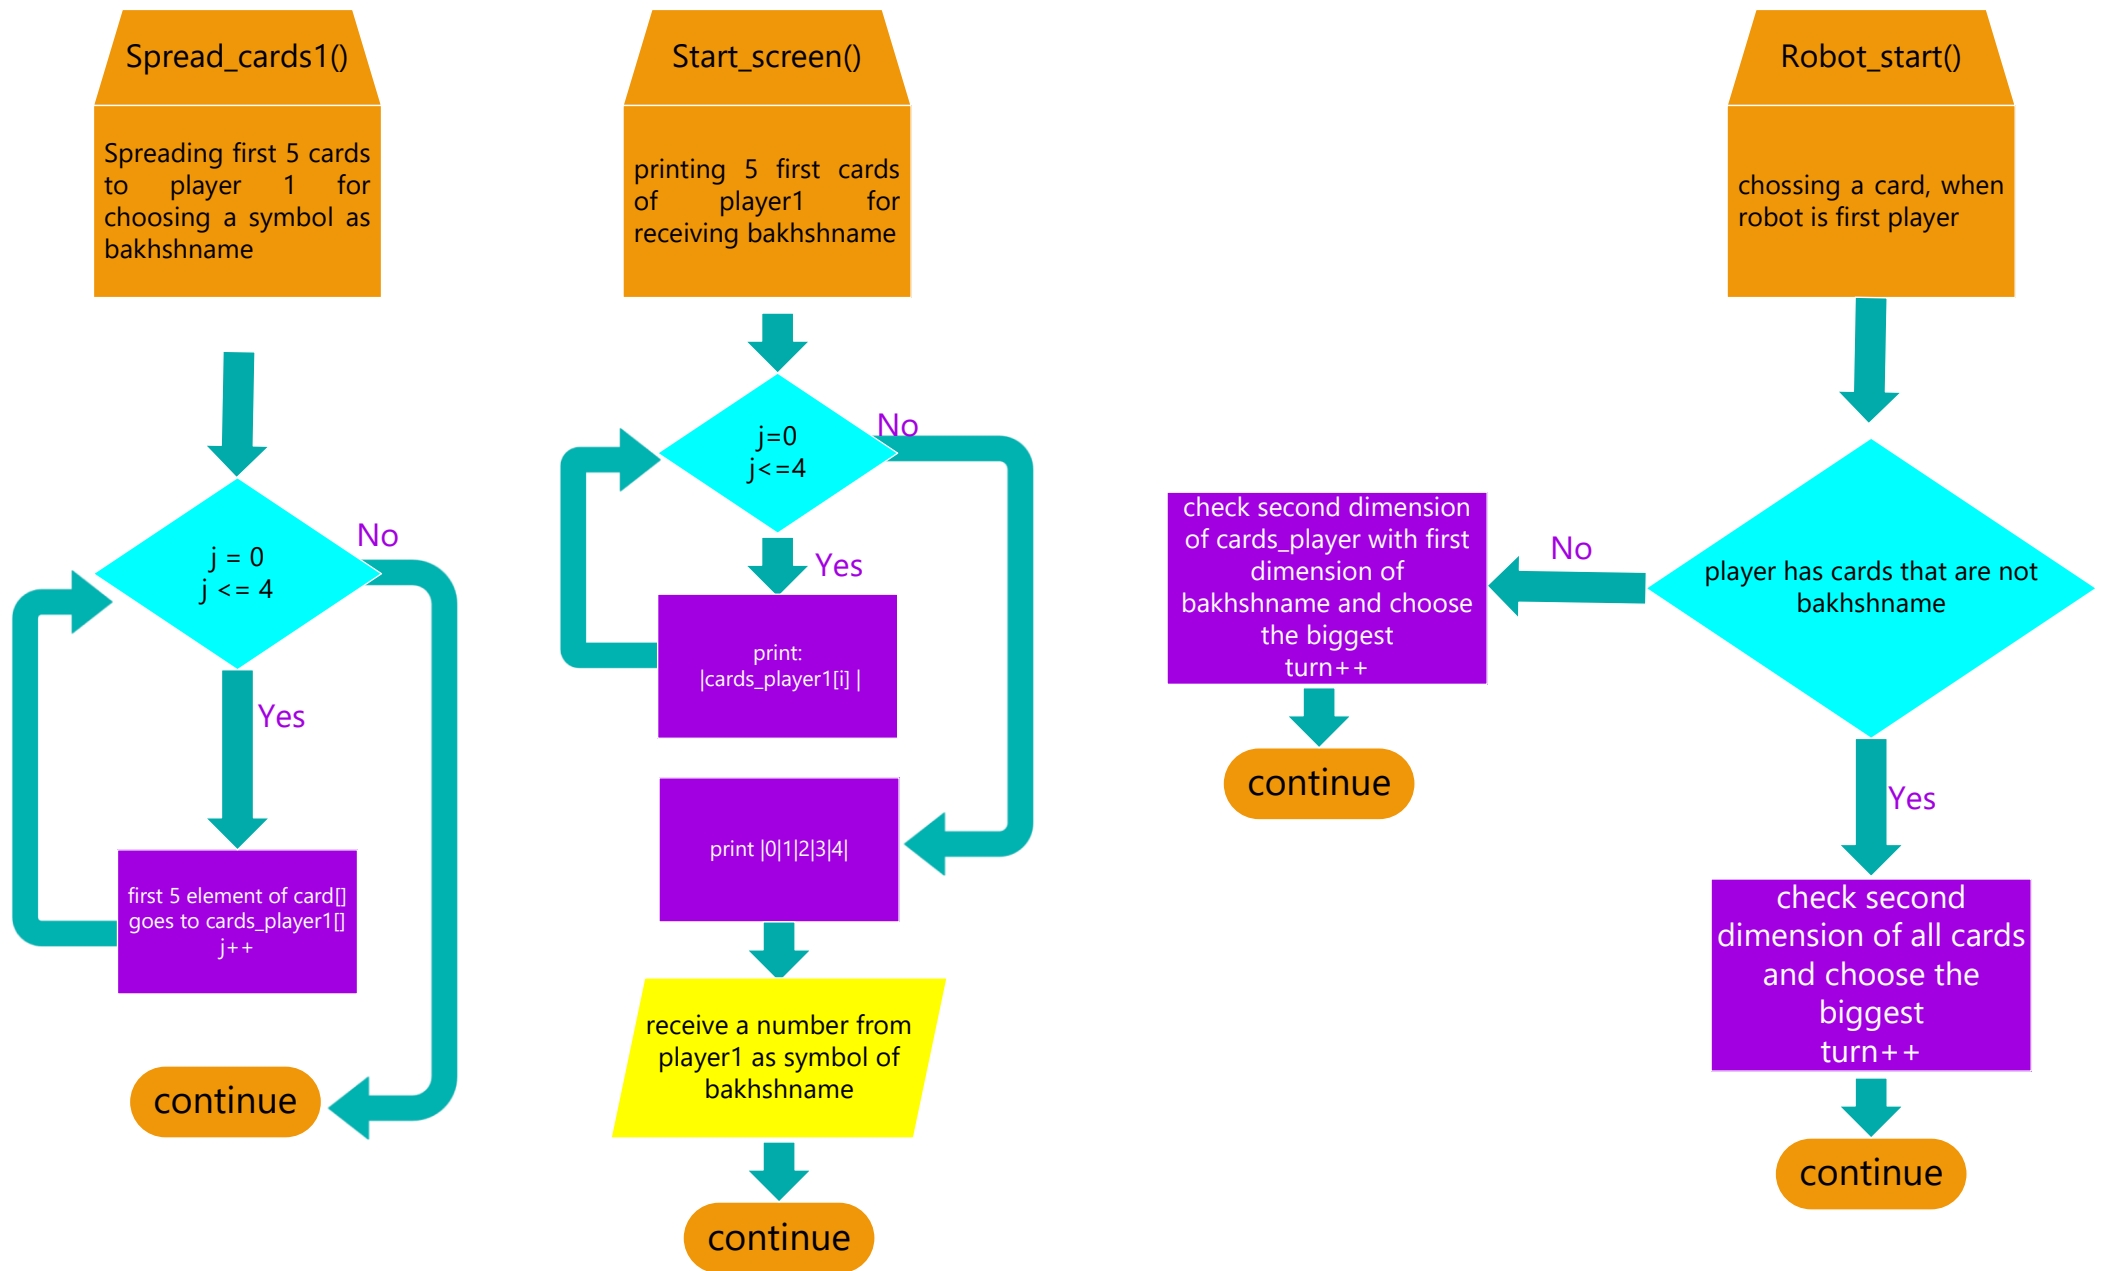 Spread_cards1()
Spreading first 5 cards
to player 1 for
choosing a symbol as
bakhshname
j = 0
j <= 4
No
Yes
first 5 element of card[]
goes to cards_player1[]
j++
continue
Start_screen()
printing 5 first cards
of player1 for
receiving bakhshname
j=0
j<=4
No
Yes
print:
|cards_player1[i] |
print |0|1|2|3|4|
receive a number from
player1 as symbol of
bakhshname
continue
Robot_start()
chossing a card, when
robot is first player
player has cards that are not
bakhshname
No
check second dimension
of cards_player with first
dimension of
bakhshname and choose
the biggest
turn++
continue
Yes
check second
dimension of all cards
and choose the
biggest
turn++
continue